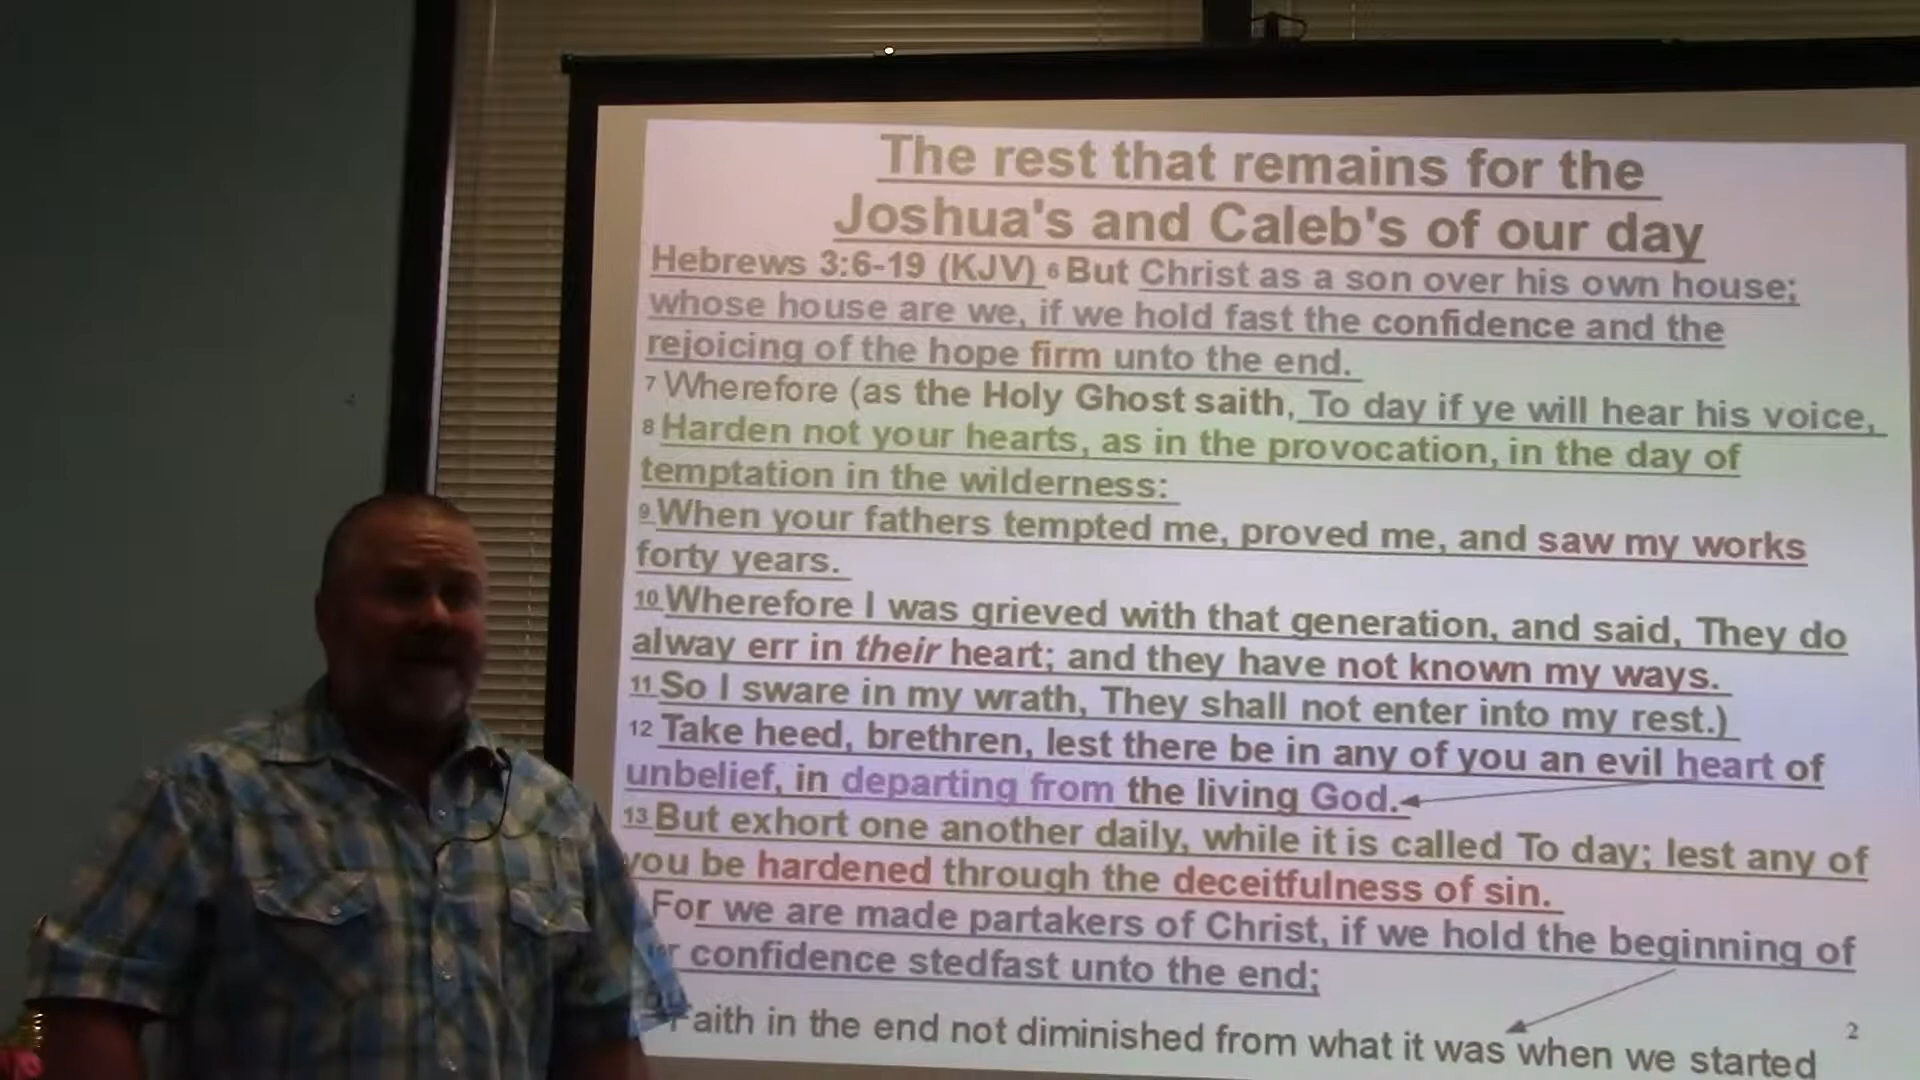 The rest that remains for the
Joshua's and Caleb's of our day
Hebrews 3:6-19 (KJV) 6 But Christ as a son over his own house;
whose house are we, if we hold fast the confidence and the
rejoicing of the hope firm unto the end.
7 Wherefore (as the Holy Ghost saith, To day if ye will hear his voice,
8 Harden not your hearts, as in the provocation, in the day of
temptation in the wilderness:
9 When your fathers tempted me, proved me, and saw my works
forty years.
10 Wherefore I was grieved with that generation, and said, They do
alway err in their heart; and they have not known my ways.
11 So I sware in my wrath, They shall not enter into my rest.)
12 Take heed, brethren, lest there be in any of you an evil heart of
unbelief, in departing from the living God.
13 But exhort one another daily, while it is called To day; lest any of
you be hardened through the deceitfulness of sin.
For we are made partakers of Christ, if we hold the beginning of
confidence stedfast unto the end;
Faith in the end not diminished from what it was when we started
2